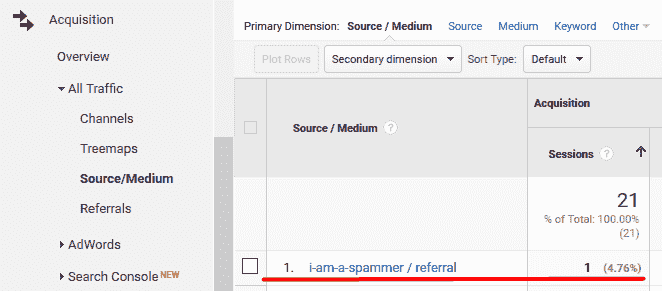 Acquisition
Overview
All Traffic
Channels
Treemaps
Source/Medium
Referrals
AdWords
Search Console NEW
Primary Dimension: Source / Medium Source Medium Keyword Other
Plot Rows Secondary dimension Sort Type: Default
Source / Medium ?
Acquisition
Sessions ?
21
% of Total: 100.00%
(21)
1. i-am-a-spammer / referral 1 (4.76%)